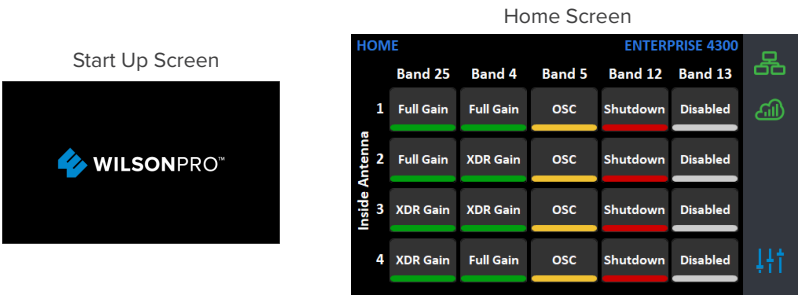 Home Screen
Start Up Screen
WILSONPRO™
HOME ENTERPRISE 4300
Band 25 Band 4 Band 5 Band 12 Band 13
Inside Antenna
1 Full Gain Full Gain OSC Shutdown Disabled
2 Full Gain XDR Gain OSC Shutdown Disabled
3 XDR Gain XDR Gain OSC Shutdown Disabled
4 XDR Gain Full Gain OSC Shutdown Disabled